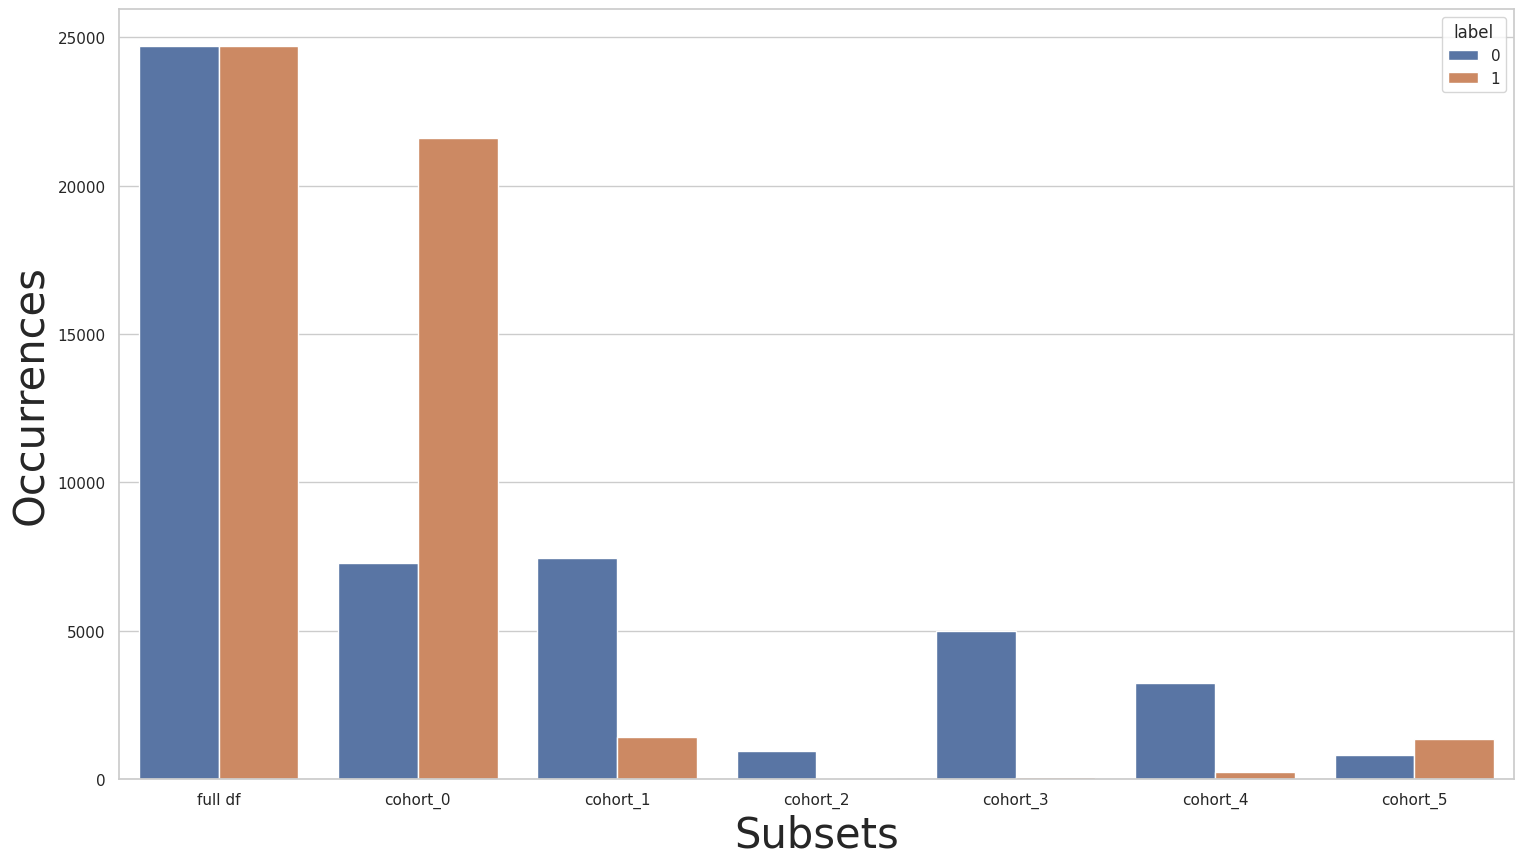 label
0
1
25000
20000
15000
10000
5000
0
Occurrences
full df
cohort_0
cohort_1
cohort_2
cohort_3
cohort_4
cohort_5
Subsets